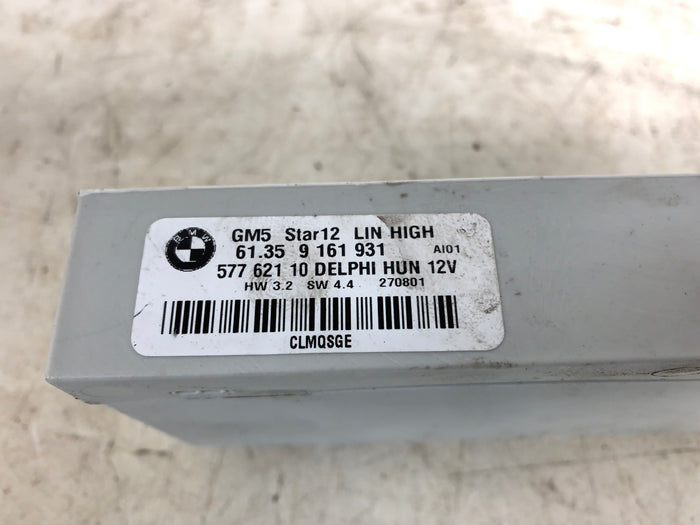 BMW
GM5 Star12 LIN HIGH
61.35 9 161 931 AI01
577 621 10 DELPHI HUN 12V
HW 3.2 SW 4.4 270801
CLMQSGE